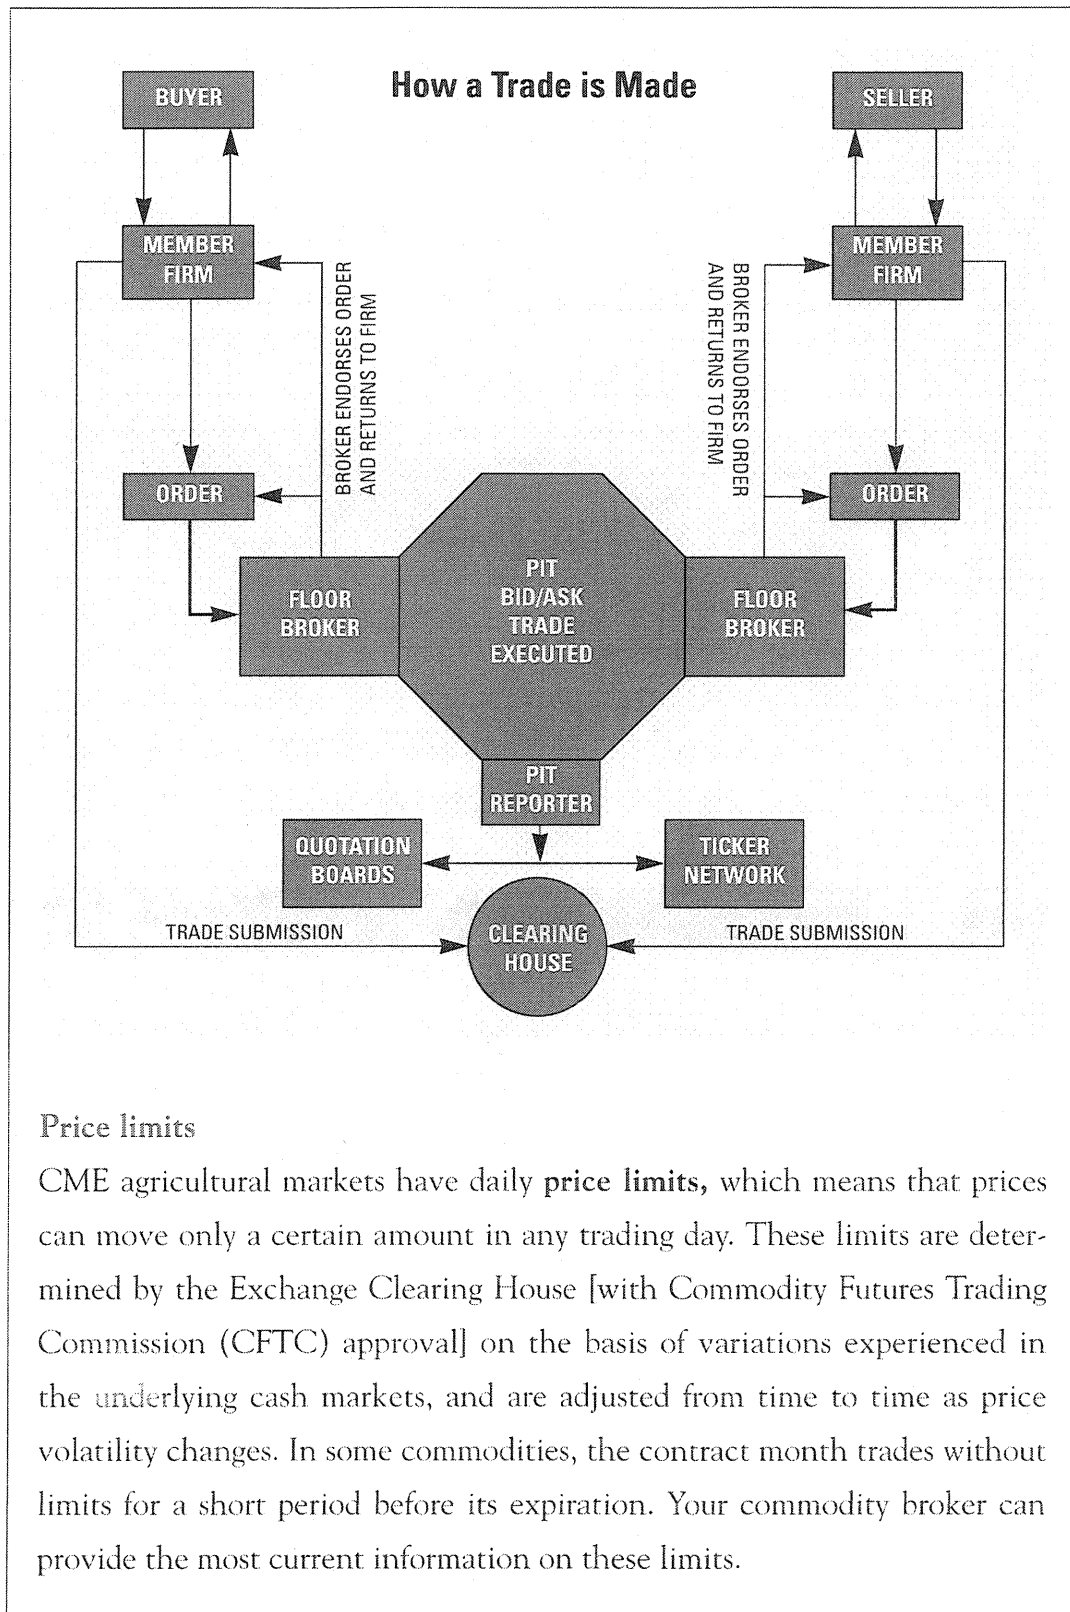 How a Trade is Made
BUYER
SELLER
MEMBER
FIRM
MEMBER
FIRM
BROKER ENDORSES ORDER
AND RETURNS TO FIRM
BROKER ENDORSES ORDER
AND RETURNS TO FIRM
ORDER
ORDER
FLOOR
BROKER
PIT
BID/ASK
TRADE
EXECUTED
FLOOR
BROKER
PIT
REPORTER
QUOTATION
BOARDS
TICKER
NETWORK
TRADE SUBMISSION
CLEARING
HOUSE
TRADE SUBMISSION
Price limits
CME agricultural markets have daily price limits, which means that prices
can move only a certain amount in any trading day. These limits are deter-
mined by the Exchange Clearing House [with Commodity Futures Trading
Commission (CFTC) approval] on the basis of variations experienced in
the underlying cash markets, and are adjusted from time to time as price
volatility changes. In some commodities, the contract month trades without
limits for a short period before its expiration. Your commodity broker can
provide the most current information on these limits.